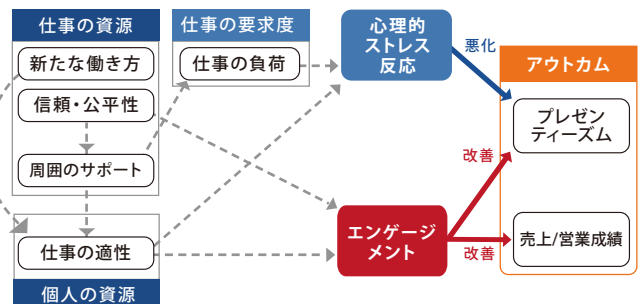 仕事の資源
新たな働き方
信頼・公平性
周囲のサポート
仕事の適性
個人の資源
仕事の要求度
仕事の負荷
心理的
ストレス
反応
エンゲージ
メント
悪化
改善
改善
アウトカム
プレゼン
ティーズム
売上/営業成績